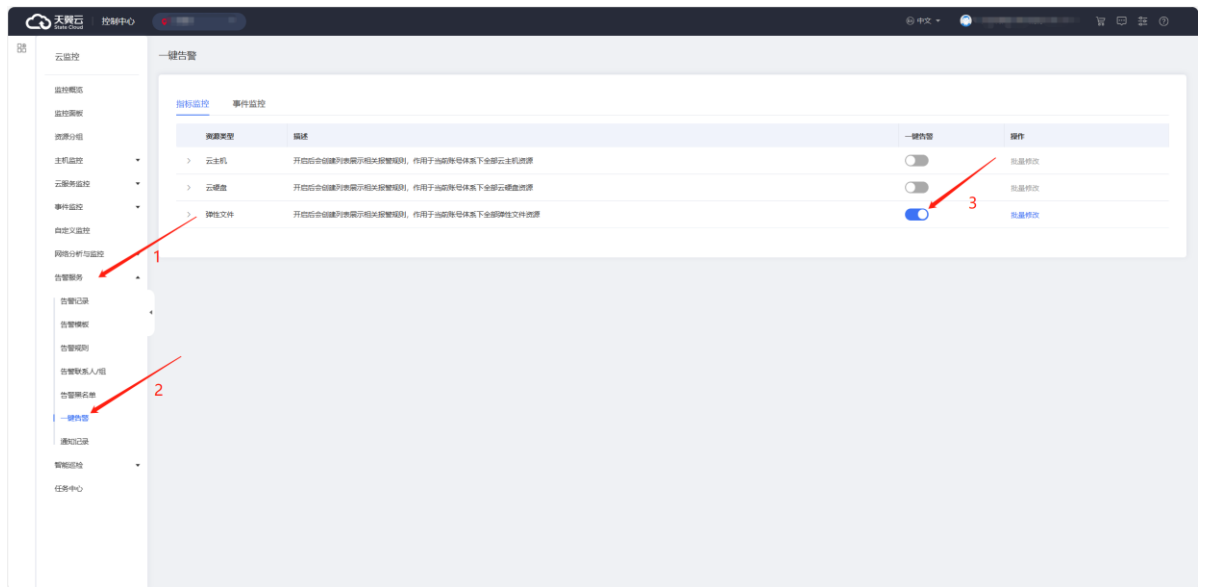 天翼云
State Cloud
控制中心
中文
云监控
监控概览
监控面板
资源分组
主机监控
云服务监控
事件监控
自定义监控
网络分析与监控
告警服务
告警记录
告警模板
告警规则
告警联系人/组
告警黑名单
一键告警
通知记录
智能巡检
任务中心
一键告警
指标监控 事件监控
资源类型 描述 一键告警 操作
云主机 开启后会创建列表展示相关报警规则，作用于当前账号体系下全部云主机资源 批量修改
云硬盘 开启后会创建列表展示相关报警规则，作用于当前账号体系下全部云硬盘资源 批量修改
弹性文件 开启后会创建列表展示相关报警规则，作用于当前账号体系下全部弹性文件资源 批量修改
1
2
3